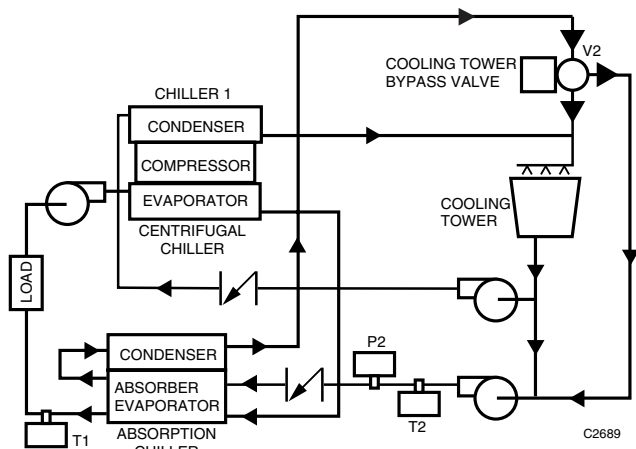 V2
COOLING TOWER
BYPASS VALVE
CHILLER 1
CONDENSER
COMPRESSOR
EVAPORATOR
CENTRIFUGAL
CHILLER
COOLING
TOWER
LOAD
CONDENSER
ABSORBER
EVAPORATOR
P2
T2
T1
ABSORPTION
CHILLER
C2689